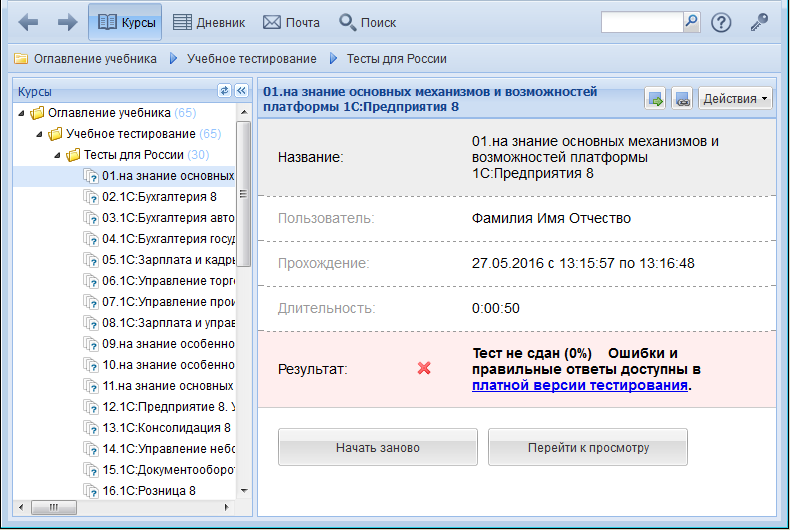 Курсы Дневник Почта Поиск
Оглавление учебника Учебное тестирование Тесты для России
Курсы
Оглавление учебника (65)
Учебное тестирование (65)
Тесты для России (30)
01.на знание основных
02.1С:Бухгалтерия 8
03.1С:Бухгалтерия авто
04.1С:Бухгалтерия госуд
05.1С:Зарплата и кадры
06.1С:Управление торго
07.1С:Управление прои
08.1С:Зарплата и управ
09.на знание особенно
10.на знание особенно
11.на знание основных
12.1С:Предприятие 8. У
13.1С:Консолидация 8
14.1С:Управление небо
15.1С:Документооборот
16.1С:Розница 8
01.на знание основных механизмов и возможностей
платформы 1С:Предприятия 8
Действия
Название:
01.на знание основных механизмов и
возможностей платформы
1С:Предприятия 8
Пользователь: Фамилия Имя Отчество
Прохождение: 27.05.2016 с 13:15:57 по 13:16:48
Длительность: 0:00:50
Результат:
Тест не сдан (0%) Ошибки и
правильные ответы доступны в
платной версии тестирования.
Начать заново Перейти к просмотру